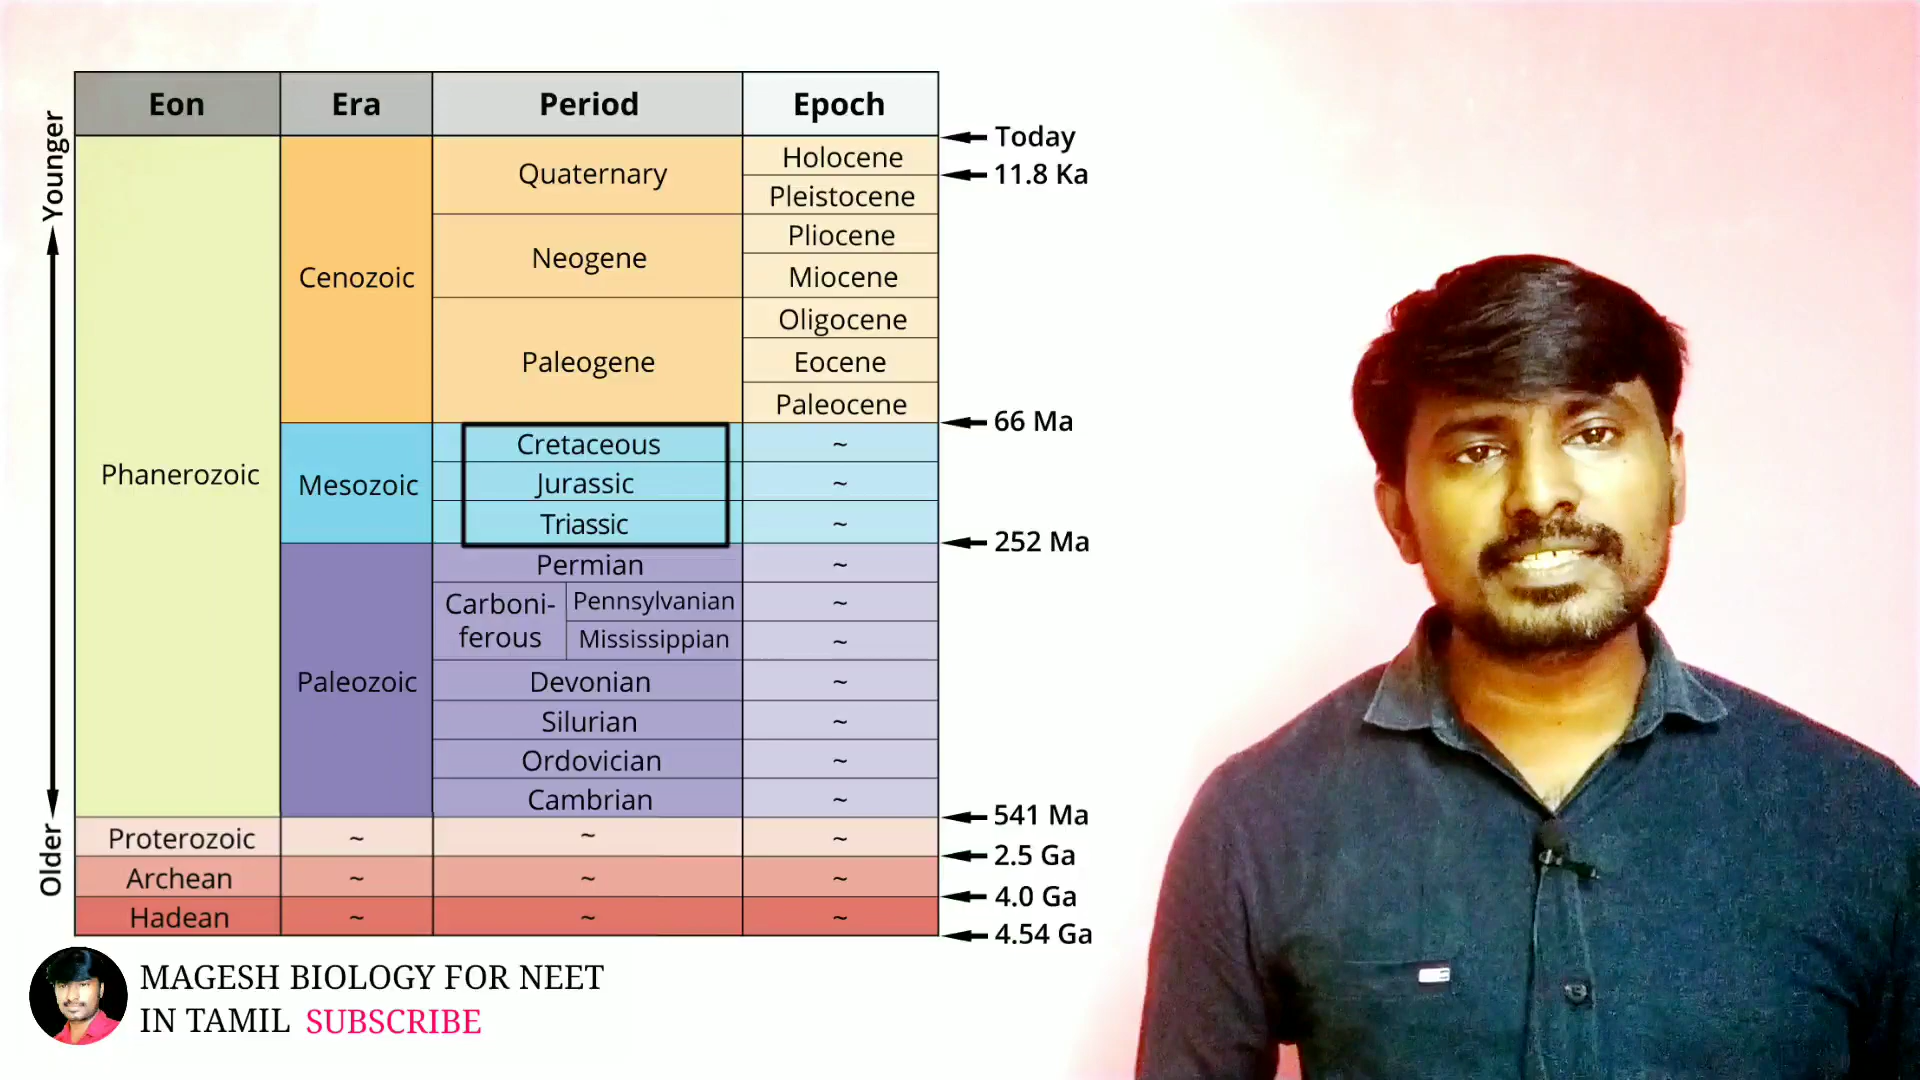 Eon Era Period Epoch
Younger
Today
Holocene
Quaternary
11.8 Ka
Pleistocene
Pliocene
Neogene
Miocene
Cenozoic
Oligocene
Paleogene
Eocene
Paleocene
66 Ma
Cretaceous ~
Phanerozoic
Mesozoic
Jurassic ~
Triassic ~
252 Ma
Permian ~
Carboni-
ferous
Pennsylvanian ~
Mississippian ~
Paleozoic
Devonian ~
Silurian ~
Ordovician ~
Cambrian ~
541 Ma
Older
Proterozoic ~ ~ ~
2.5 Ga
Archean ~ ~ ~
4.0 Ga
Hadean ~ ~ ~
4.54 Ga
MAGESH BIOLOGY FOR NEET
IN TAMIL SUBSCRIBE